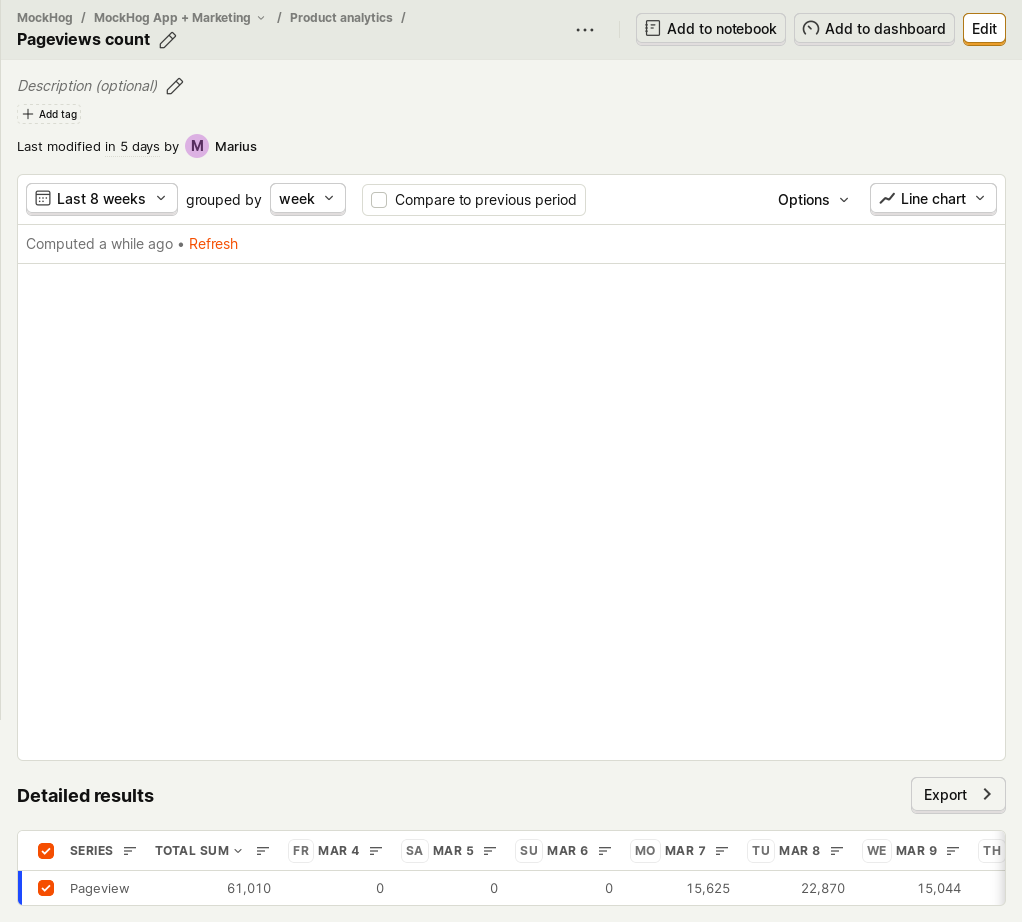 MockHog / MockHog App + Marketing / Product analytics /
Pageviews count
Add to notebook
Add to dashboard
Edit
Description (optional)
Add tag
Last modified in 5 days by M Marius
Last 8 weeks grouped by week Compare to previous period Options Line chart
Computed a while ago • Refresh
Detailed results
Export
SERIES TOTAL SUM FR MAR 4 SA MAR 5 SU MAR 6 MO MAR 7 TU MAR 8 WE MAR 9 TH
Pageview 61,010 0 0 0 15,625 22,870 15,044